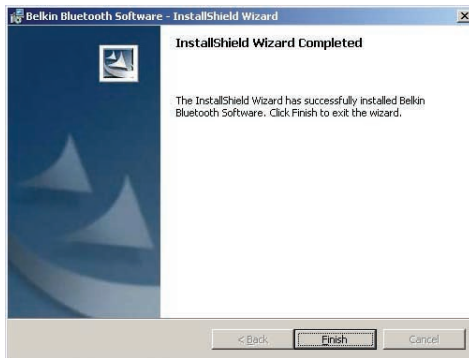 Belkin Bluetooth Software - InstallShield Wizard
InstallShield Wizard Completed
The InstallShield Wizard has successfully installed Belkin
Bluetooth Software. Click Finish to exit the wizard.
< Back
Finish
Cancel